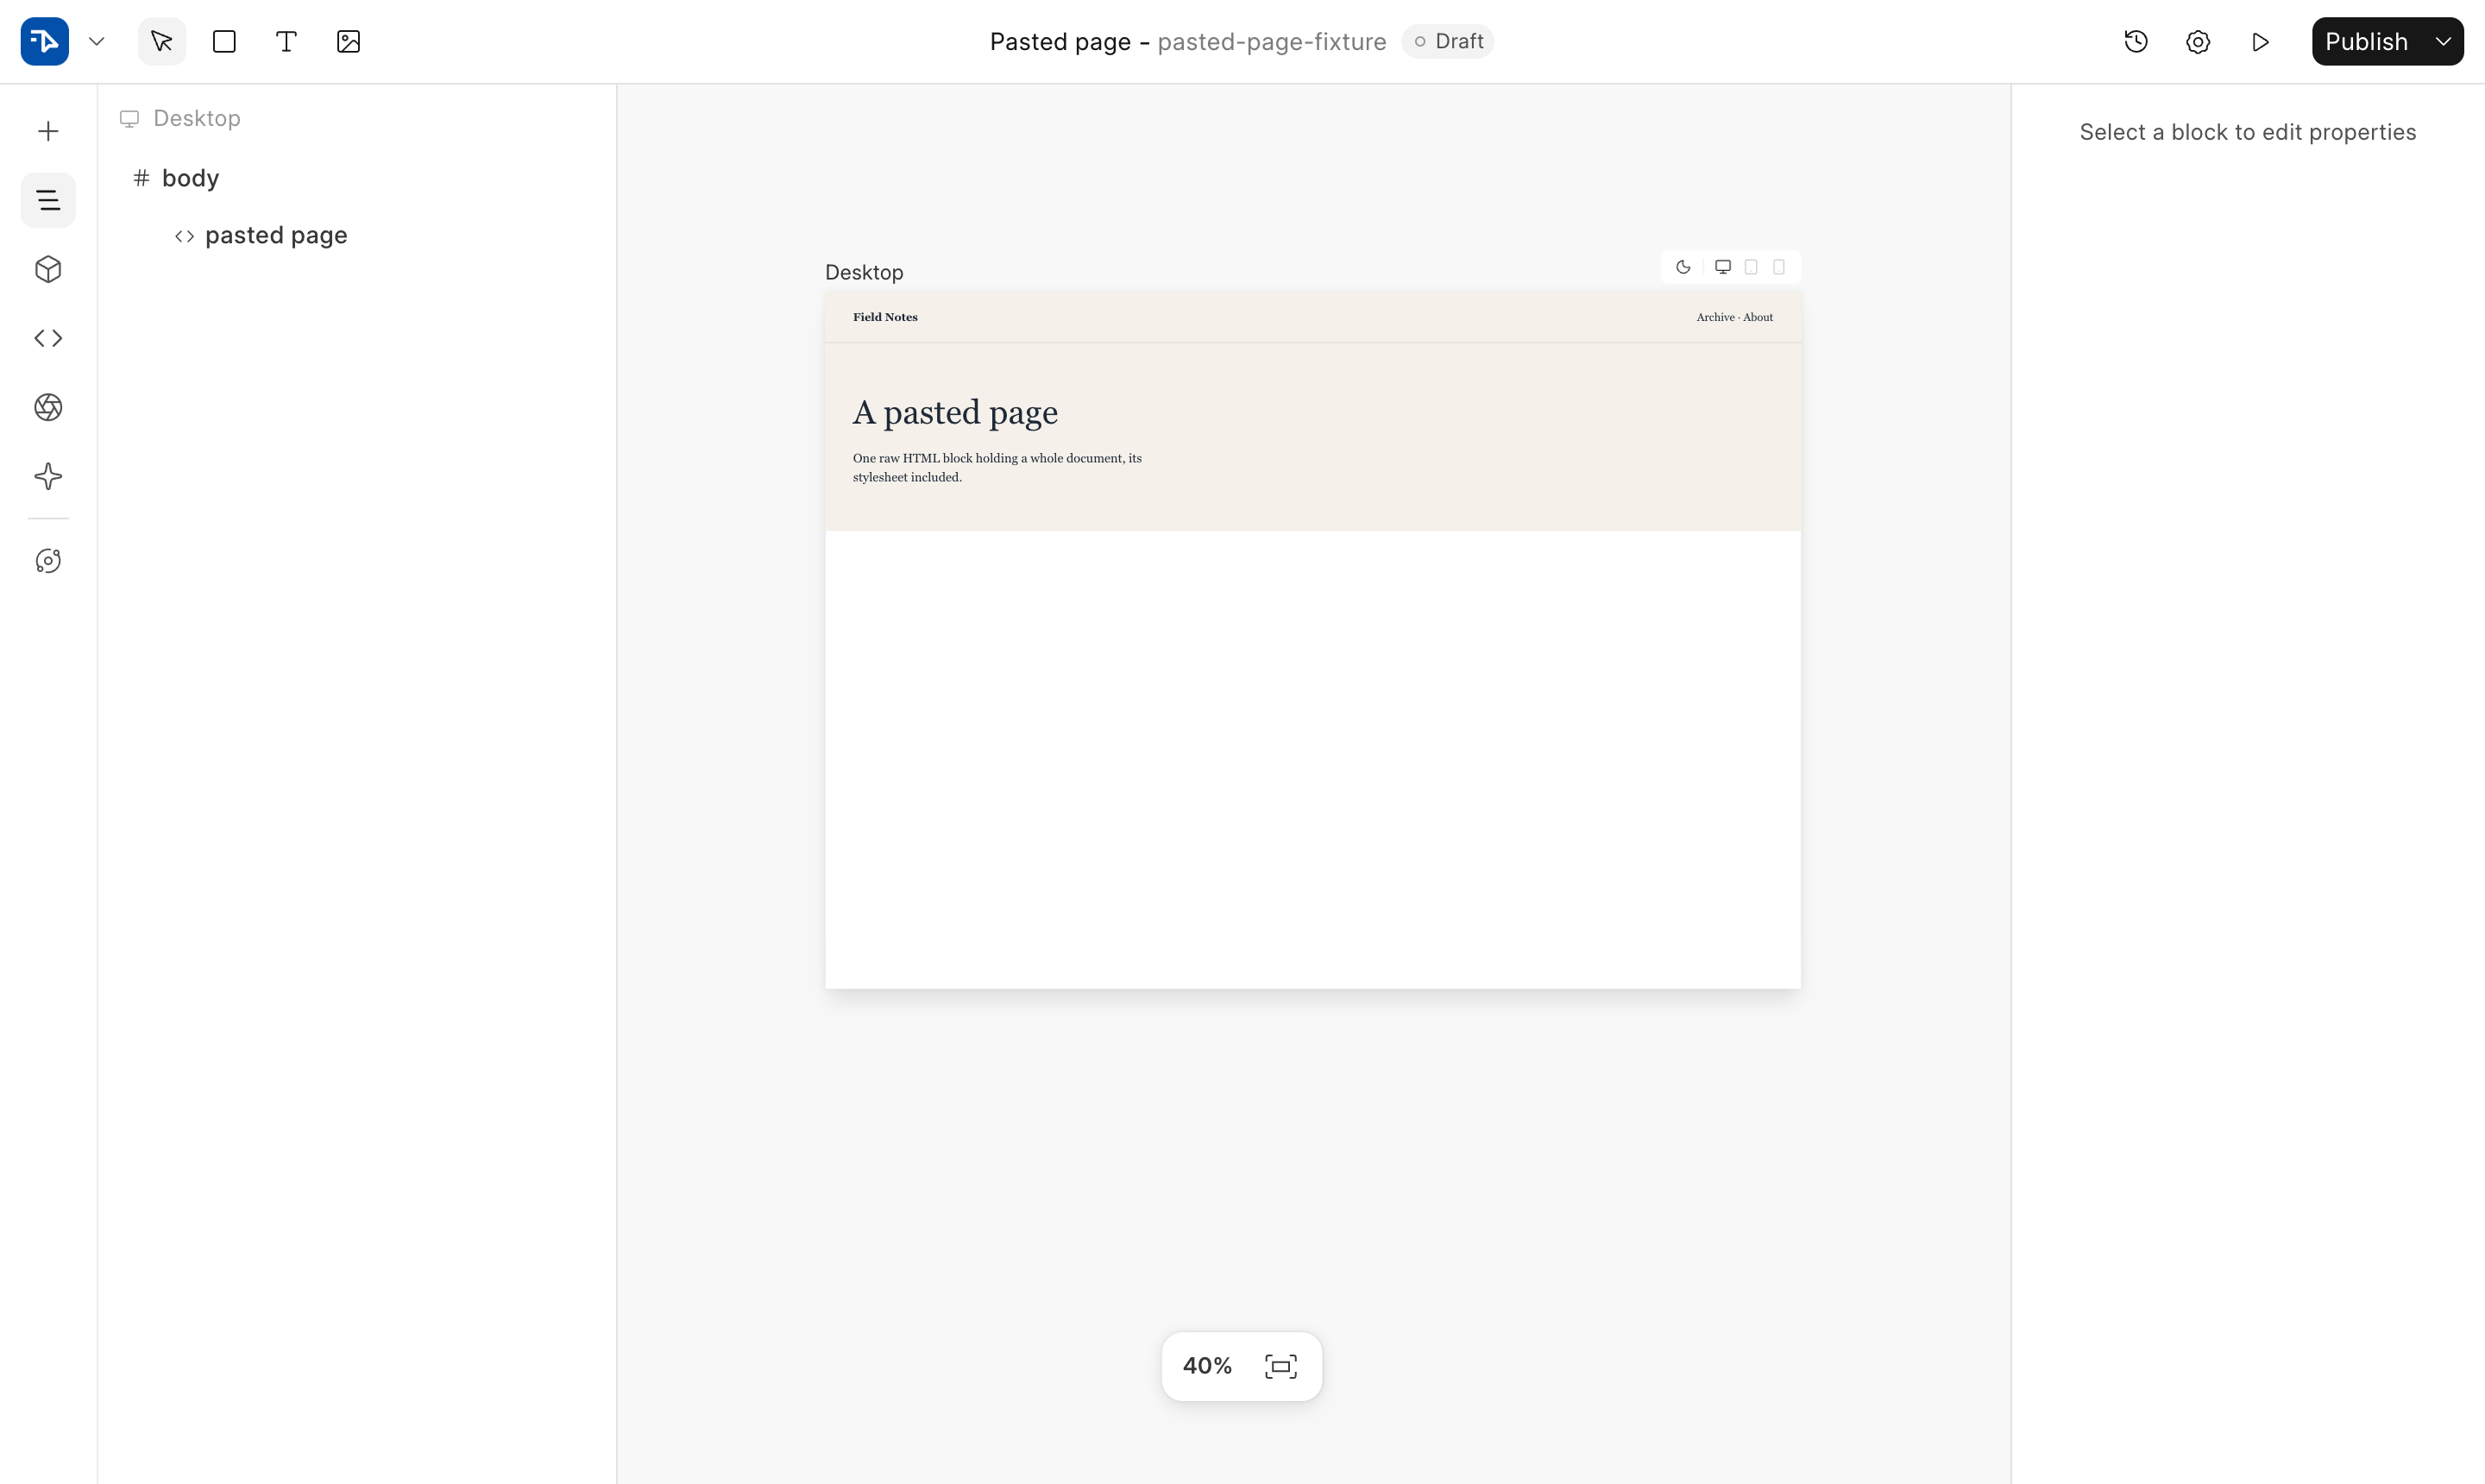 Pasted page - pasted-page-fixture
Draft
Publish
Desktop
body
pasted page
Select a block to edit properties
Desktop
Field Notes
Archive · About
A pasted page
One raw HTML block holding a whole document, its
stylesheet included.
40%